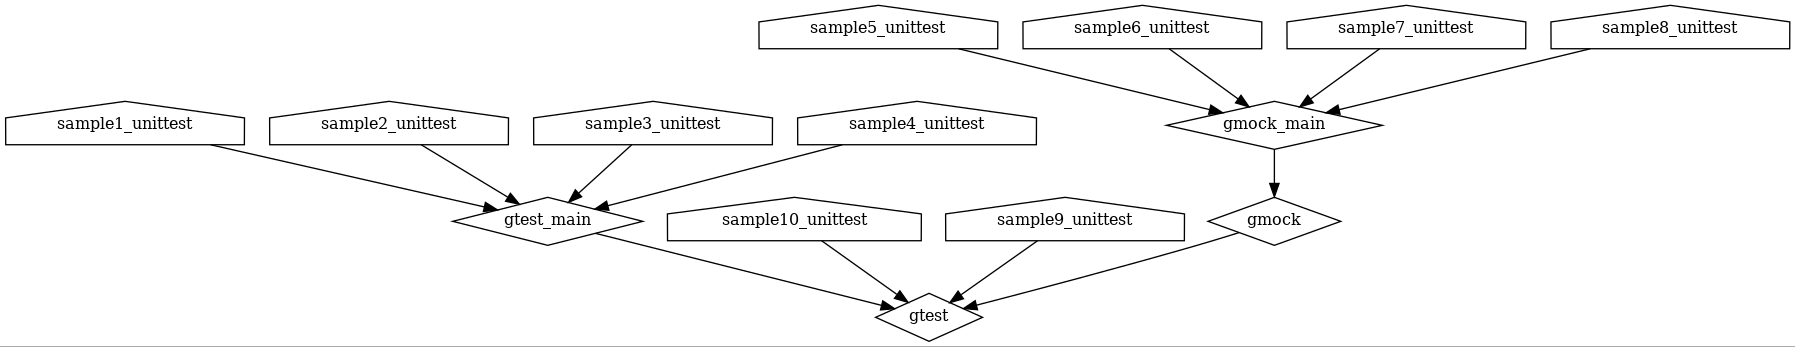 sample5_unittest
sample6_unittest
sample7_unittest
sample8_unittest
sample1_unittest
sample2_unittest
sample3_unittest
sample4_unittest
gmock_main
gtest_main
sample10_unittest
sample9_unittest
gmock
gtest